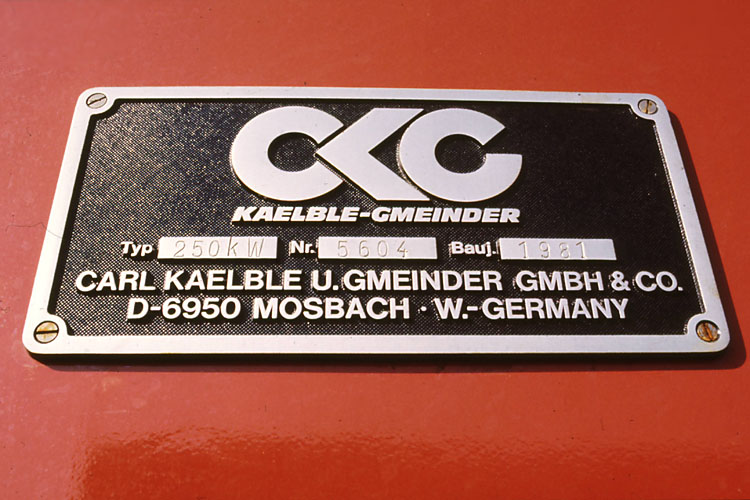 CKG
KAELBLE-GMEINDER
Typ 250kW Nr. 5604 Bauj. 1981
CARL KAELBLE U. GMEINDER GMBH & CO.
D-6950 MOSBACH · W.-GERMANY